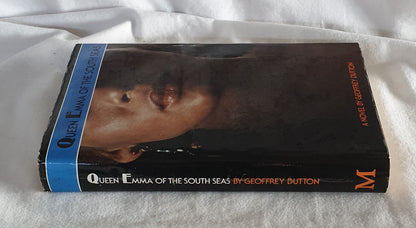 QUEEN EMMA OF THE SOUTH SEAS
A NOVEL BY GEOFFREY DUTTON
QUEEN EMMA OF THE SOUTH SEAS BY GEOFFREY DUTTON
M